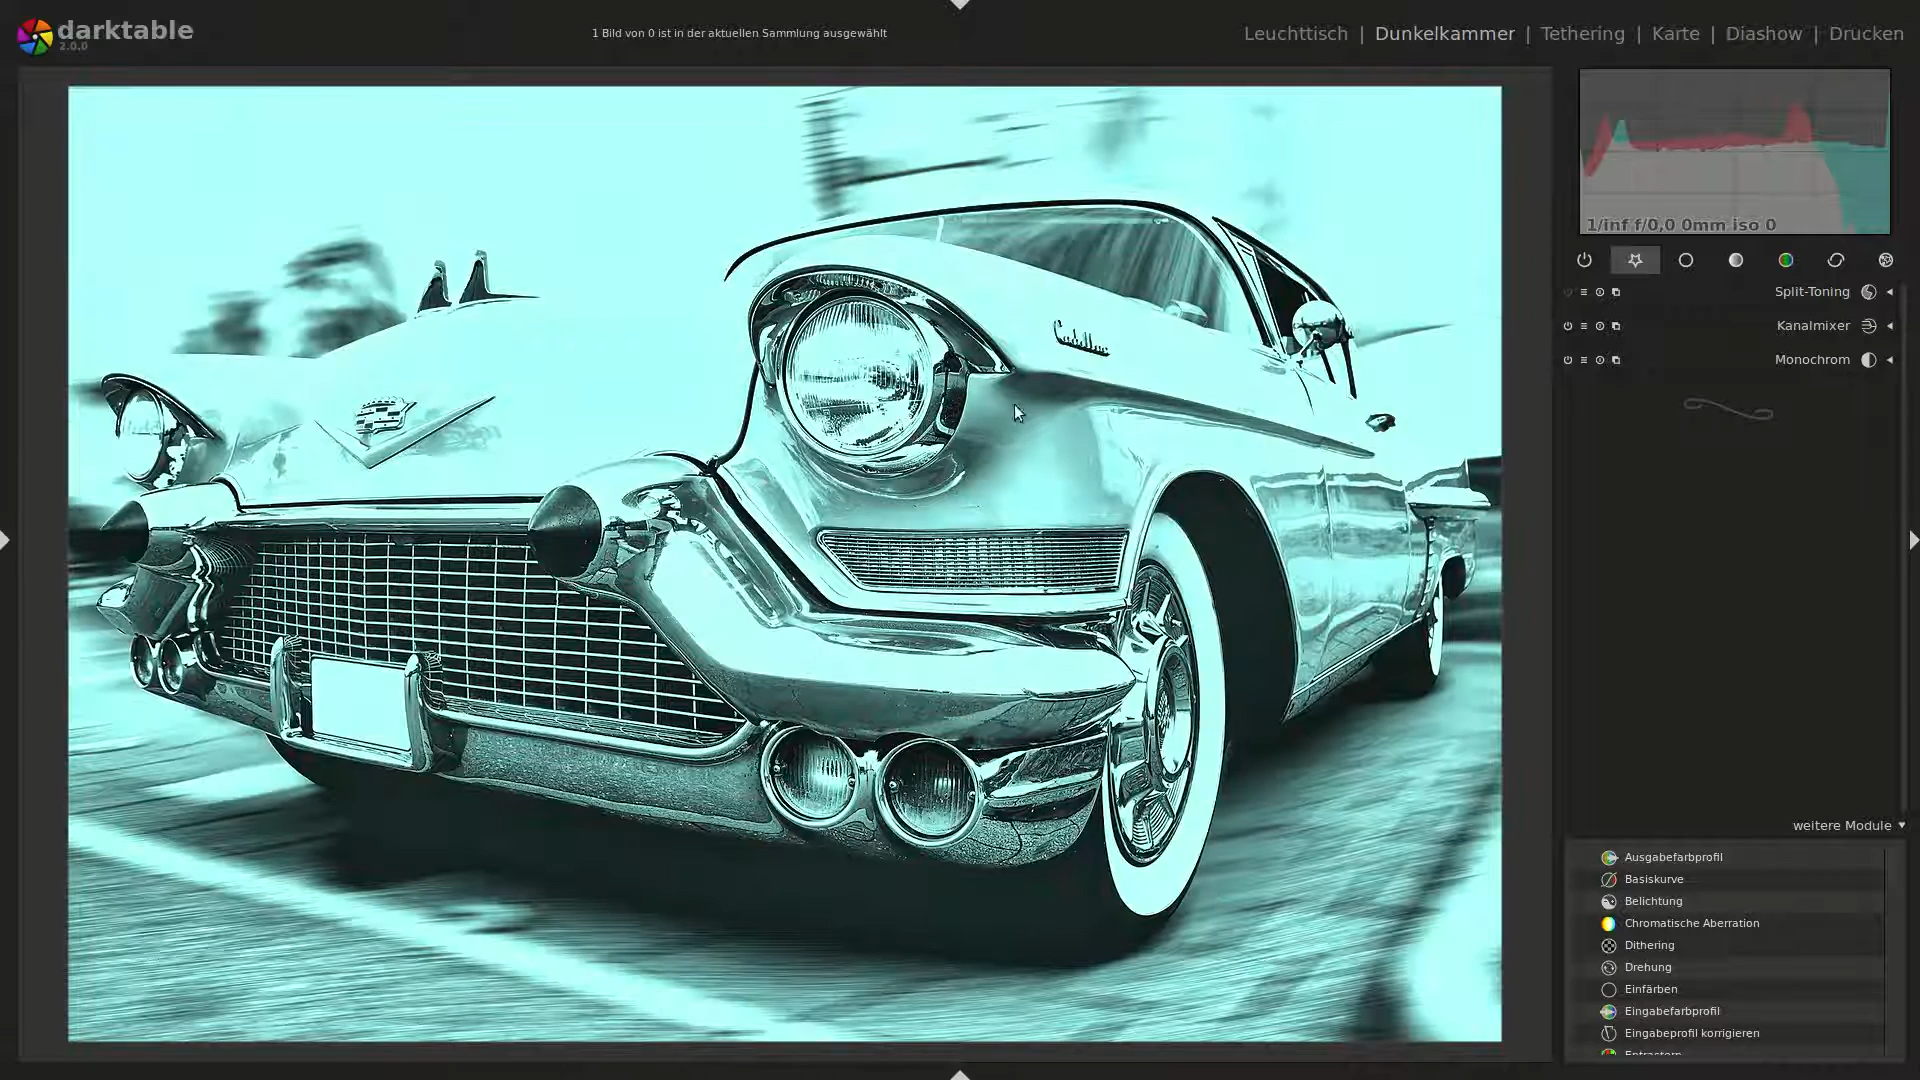 darktable
2.0.0
1 Bild von 0 ist in der aktuellen Sammlung ausgewählt
Leuchttisch | Dunkelkammer | Tethering | Karte | Diashow | Drucken
1/inf f/0,0 0mm iso 0
Split-Toning
Kanalmixer
Monochrom
Cadillac
weitere Module
Ausgabefarbprofil
Basiskurve
Belichtung
Chromatische Aberration
Dithering
Drehung
Einfärben
Eingabefarbprofil
Eingabeprofil korrigieren
Entrastern